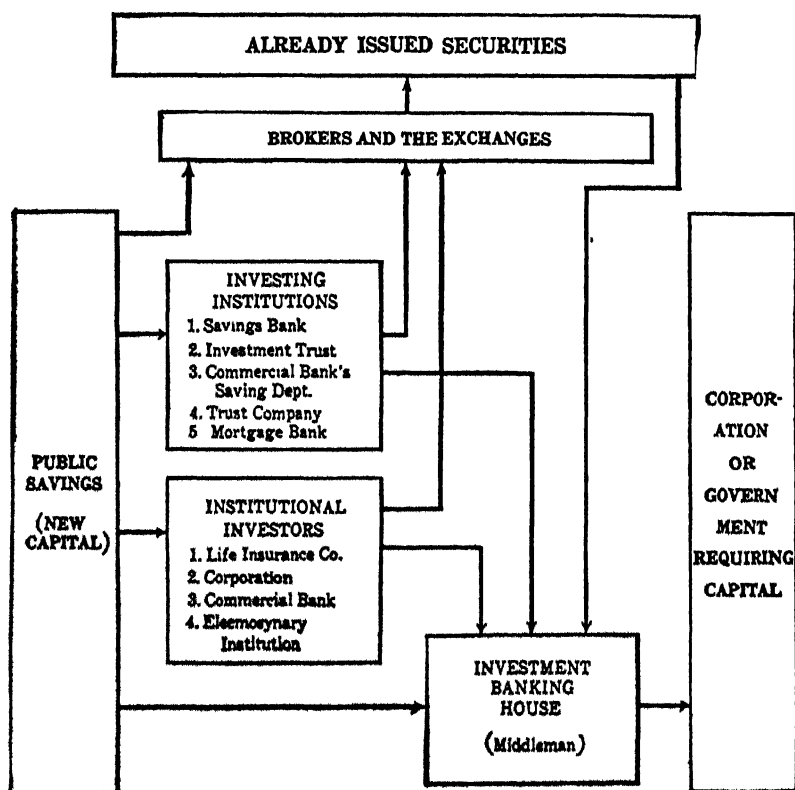 ALREADY ISSUED SECURITIES
BROKERS AND THE EXCHANGES
INVESTING
INSTITUTIONS
1. Savings Bank
2. Investment Trust
3. Commercial Bank's
Saving Dept.
4. Trust Company
5 Mortgage Bank
PUBLIC
SAVINGS
(NEW
CAPITAL)
INSTITUTIONAL
INVESTORS
1. Life Insurance Co.
2. Corporation
3. Commercial Bank
4. Eleemosynary
Institution
INVESTMENT
BANKING
HOUSE
(Middleman)
CORPOR-
ATION
OR
GOVERN
MENT
REQUIRING
CAPITAL